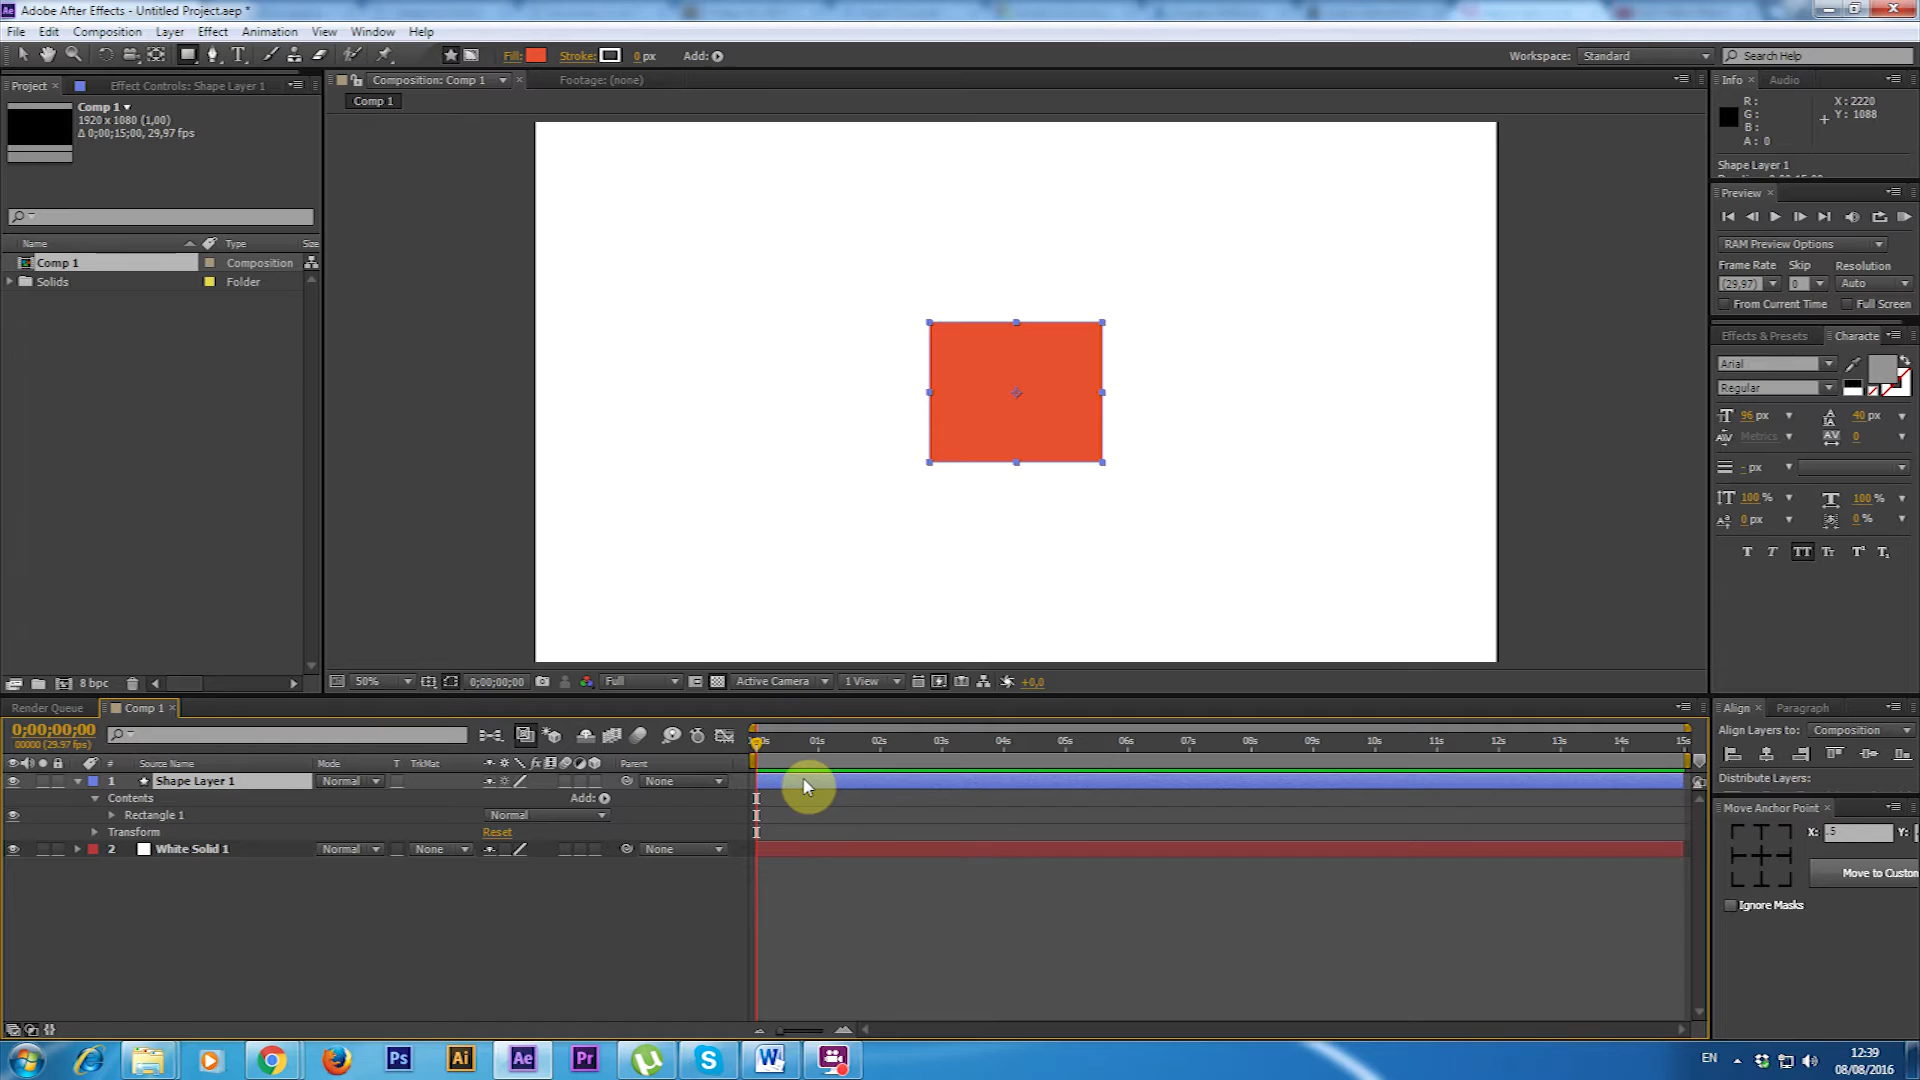 Adobe After Effects - Untitled Project.aep *
File Edit Layer Composition Effect Animation View Window Help
Fill: Stroke: 0 px Add:
Workspace: Standard Search Help
Project Effect Controls: Shape Layer 1
Comp 1
1920 x 1080 (1,00)
Δ 0;00;15;00, 29,97 fps
Name Type Size
Comp 1 Composition
Solids Folder
8 bpc
Composition: Comp 1 Footage: (none)
Comp 1
50% 0;00;00;00 Full Active Camera 1 View +0,0
Info Audio
R: X: 2220
G: Y: 1088
B:
A: 0
Shape Layer 1
Preview
RAM Preview Options
Frame Rate Skip Resolution
(29,97) 0 Auto
From Current Time Full Screen
Effects & Presets Characte
Arial
Regular
96 px 40 px
Metrics 0
- px
100 % 100 %
0 px 0 %
T T TT Tr T¹ T,
Render Queue Comp 1
0;00;00;00
00000 (29.97 fps)
# Source Name Mode T TrkMat Parent
1 Shape Layer 1 Normal None
Contents Add:
Rectangle 1 Normal
Transform Reset
2 White Solid 1 Normal None None
01s 02s 03s 04s 05s 06s 07s 08s 09s 10s 11s 12s 13s 14s 15s
Align Paragraph
Align Layers to: Composition
Distribute Layers:
Move Anchor Point
X: .5 Y:
Move to Custon
Ignore Masks
Ps Ai Ae Pr
EN 12:39
08/08/2016